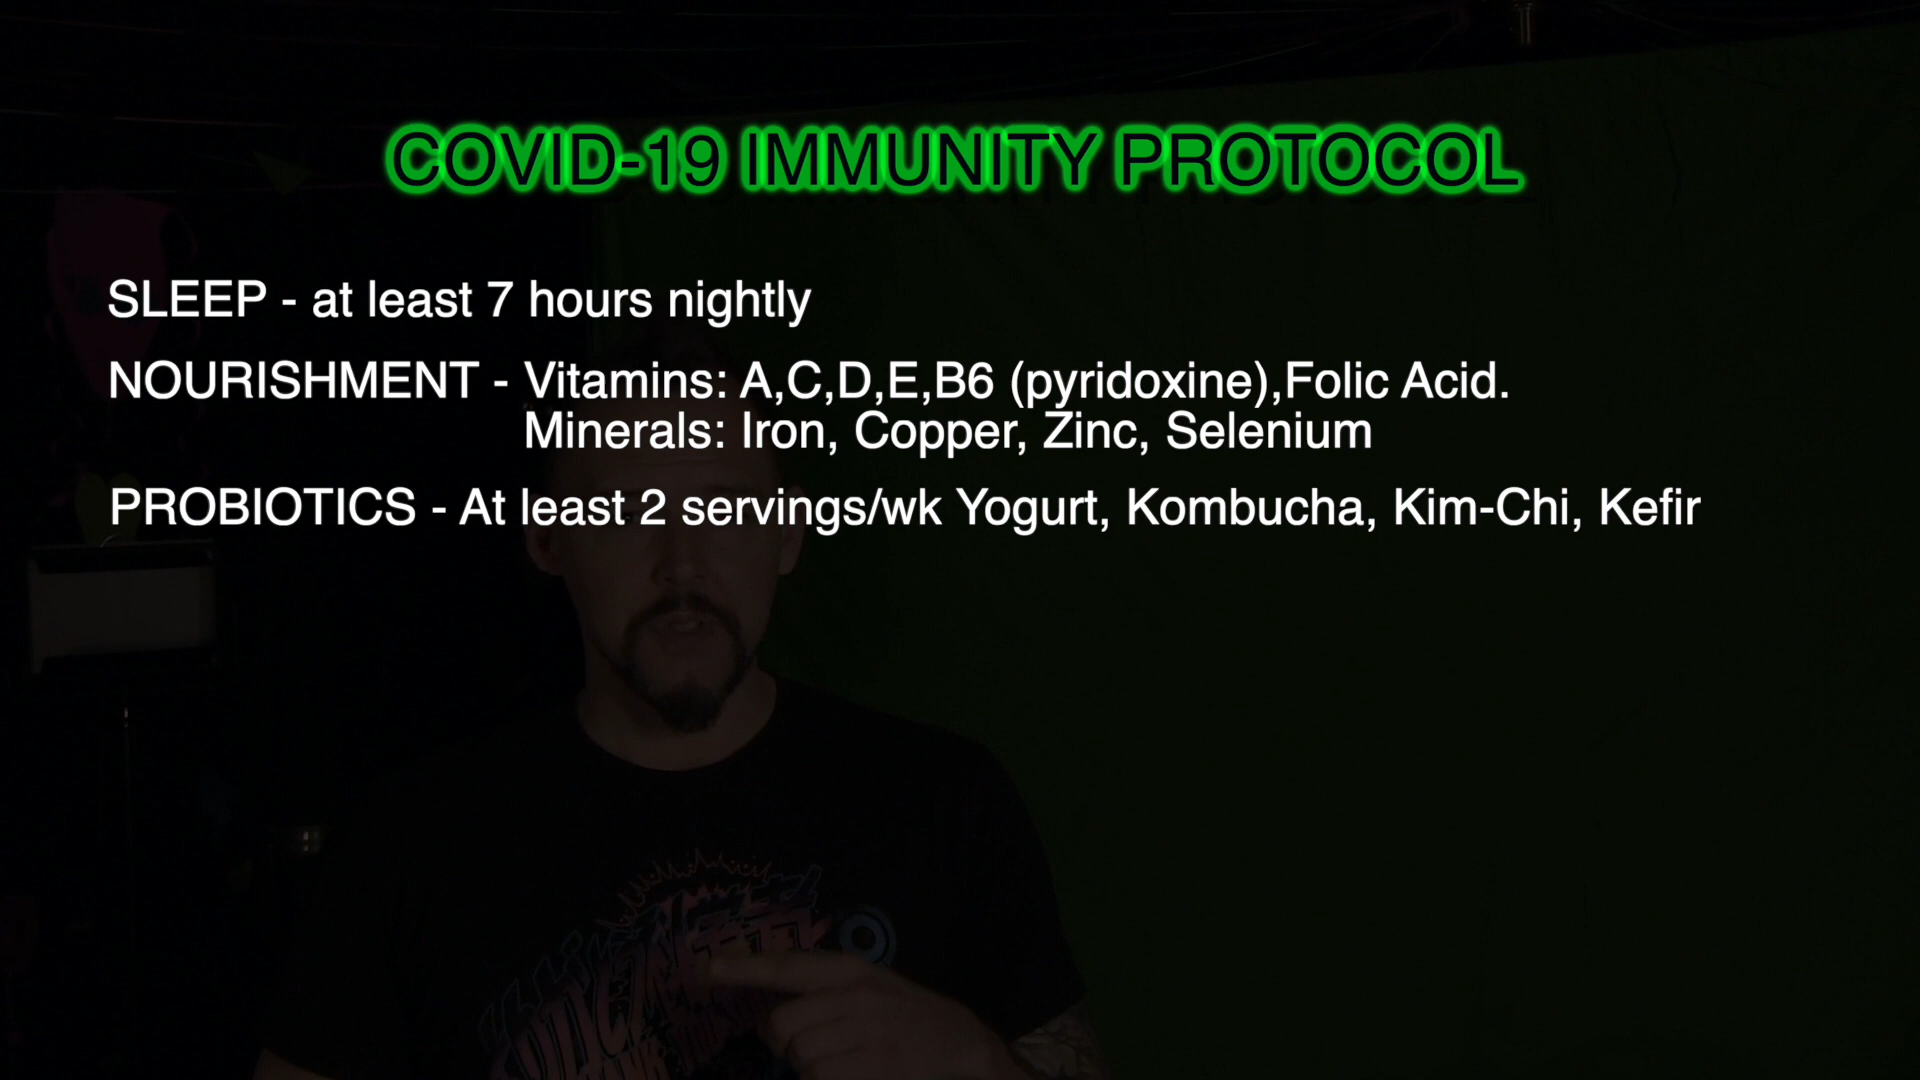 COVID-19 IMMUNITY PROTOCOL
SLEEP - at least 7 hours nightly
NOURISHMENT - Vitamins: A,C,D,E,B6 (pyridoxine),Folic Acid.
Minerals: Iron, Copper, Zinc, Selenium
PROBIOTICS - At least 2 servings/wk Yogurt, Kombucha, Kim-Chi, Kefir